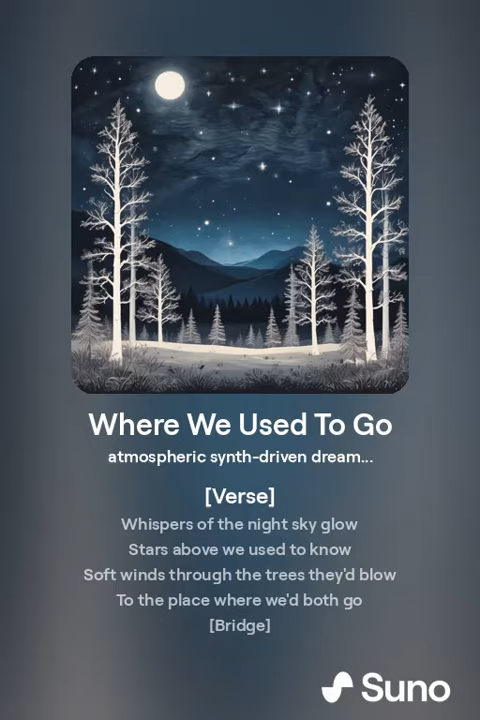 Where We Used To Go
atmospheric synth-driven dream...
[Verse]
Whispers of the night sky glow
Stars above we used to know
Soft winds through the trees they'd blow
To the place where we'd both go
[Bridge]
Suno